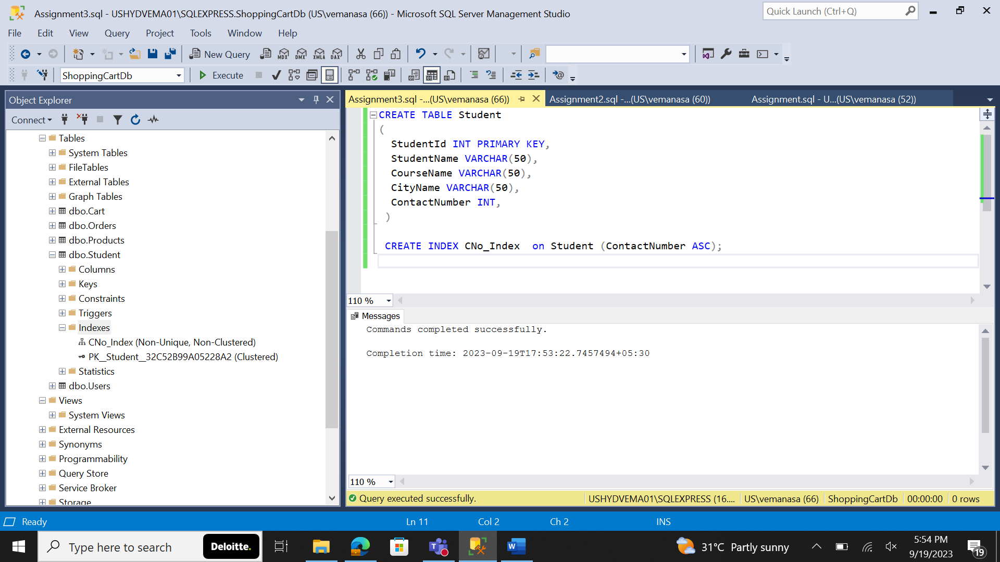 Assignment3.sql - USHYDVEMA01\SQLEXPRESS.ShoppingCartDb (US\vemanasa (66)) - Microsoft SQL Server Management Studio
Quick Launch (Ctrl+Q)
File Edit View Query Project Tools Window Help
New Query MDX DMX XMLA DAX
ShoppingCartDb Execute
Object Explorer
Connect
Tables
System Tables
FileTables
External Tables
Graph Tables
dbo.Cart
dbo.Orders
dbo.Products
dbo.Student
Columns
Keys
Constraints
Triggers
Indexes
CNo_Index (Non-Unique, Non-Clustered)
PK__Student__32C52B99A05228A2 (Clustered)
Statistics
dbo.Users
Views
System Views
External Resources
Synonyms
Programmability
Query Store
Service Broker
Storage
Assignment3.sql -...(US\vemanasa (66)) Assignment2.sql -...(US\vemanasa (60)) Assignment.sql - U...(US\vemanasa (52))
CREATE TABLE Student
(
StudentId INT PRIMARY KEY,
StudentName VARCHAR(50),
CourseName VARCHAR(50),
CityName VARCHAR(50),
ContactNumber INT,
)
CREATE INDEX CNo_Index on Student (ContactNumber ASC);
110 %
Messages
Commands completed successfully.
Completion time: 2023-09-19T17:53:22.7457494+05:30
110 %
Query executed successfully. USHYDVEMA01\SQLEXPRESS (16.... US\vemanasa (66) ShoppingCartDb 00:00:00 0 rows
Ready Ln 11 Col 2 Ch 2 INS
Type here to search Deloitte. 31°C Partly sunny 5:54 PM
9/19/2023 19